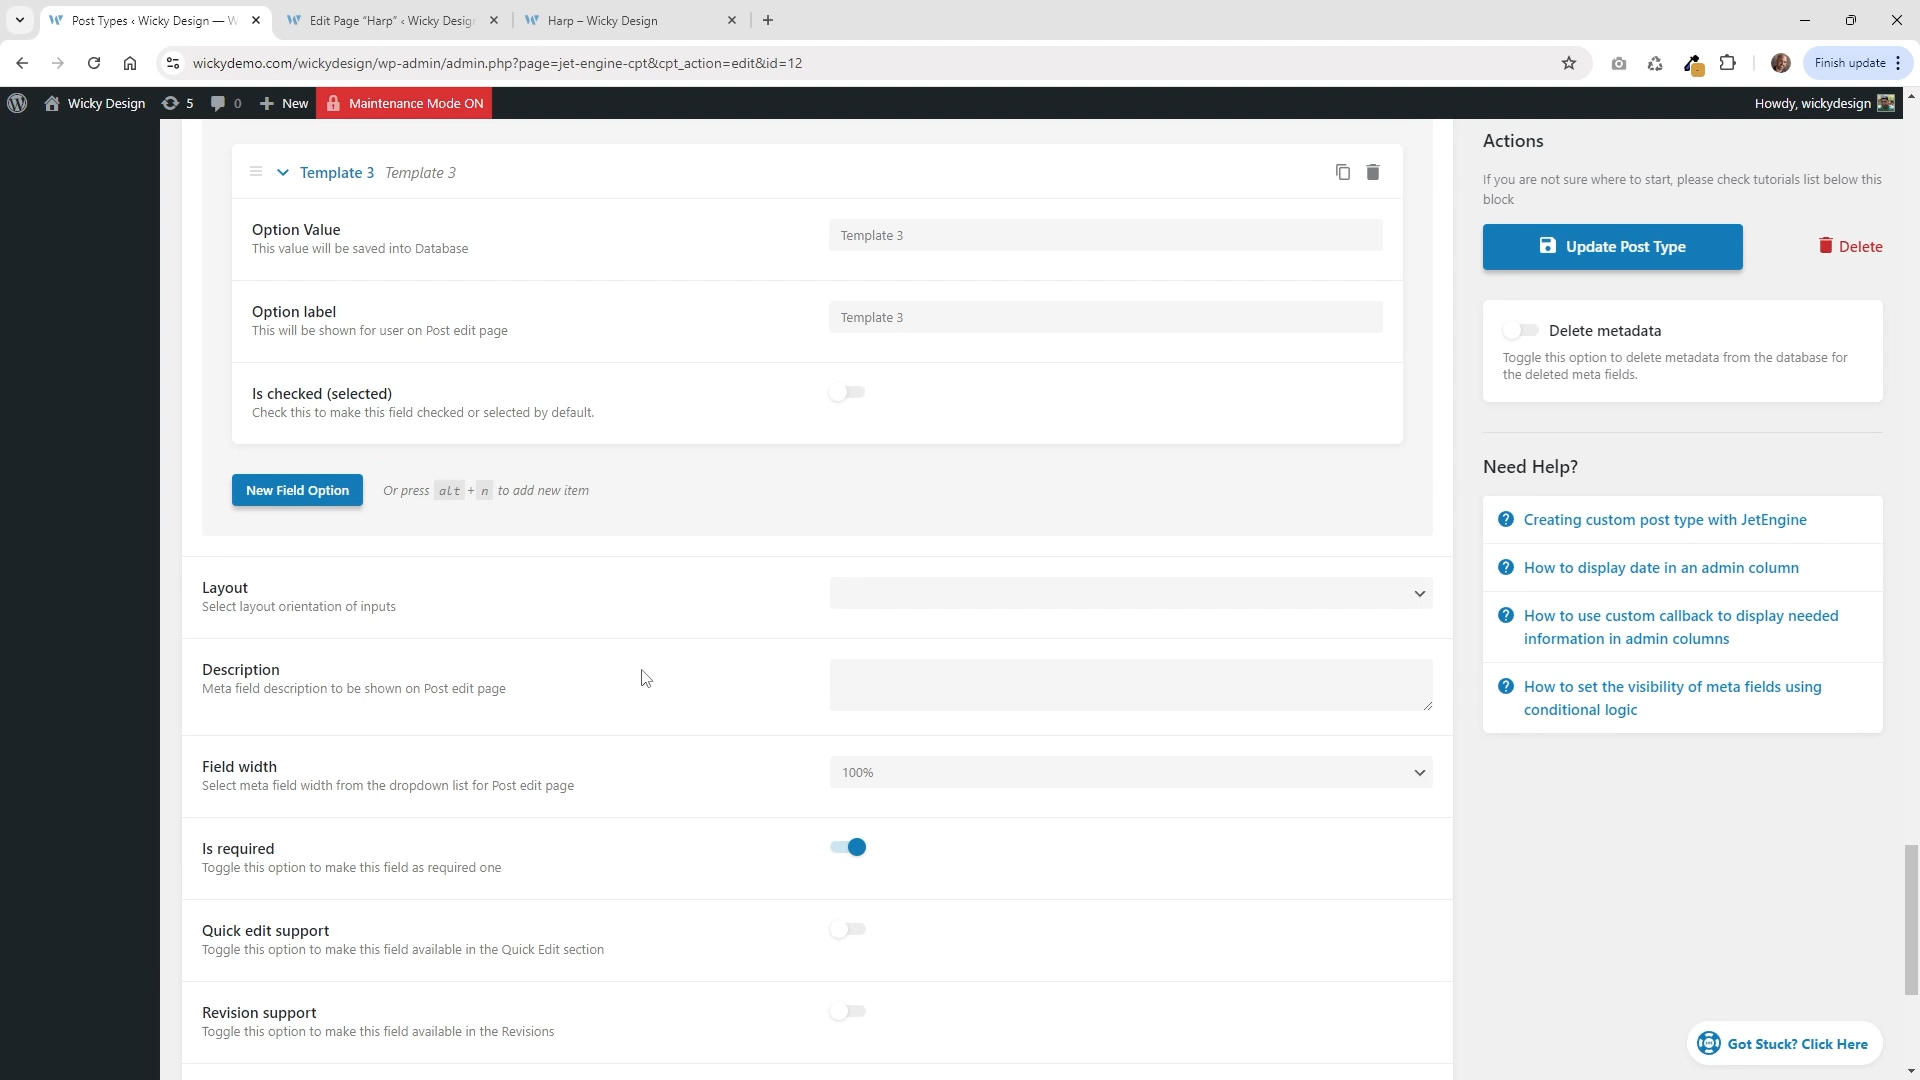 Post Types ‹ Wicky Design — W
Edit Page “Harp” ‹ Wicky Desig
Harp – Wicky Design
wickydemo.com/wickydesign/wp-admin/admin.php?page=jet-engine-cpt&cpt_action=edit&id=12
Finish update
Wicky Design
5
0
New
Maintenance Mode ON
Howdy, wickydesign
Template 3 Template 3
Option Value
This value will be saved into Database
Template 3
Option label
This will be shown for user on Post edit page
Template 3
Is checked (selected)
Check this to make this field checked or selected by default.
New Field Option
Or press alt + n to add new item
Layout
Select layout orientation of inputs
Description
Meta field description to be shown on Post edit page
Field width
Select meta field width from the dropdown list for Post edit page
100%
Is required
Toggle this option to make this field as required one
Quick edit support
Toggle this option to make this field available in the Quick Edit section
Revision support
Toggle this option to make this field available in the Revisions
Actions
If you are not sure where to start, please check tutorials list below this
block
Update Post Type
Delete
Delete metadata
Toggle this option to delete metadata from the database for
the deleted meta fields.
Need Help?
Creating custom post type with JetEngine
How to display date in an admin column
How to use custom callback to display needed
information in admin columns
How to set the visibility of meta fields using
conditional logic
Got Stuck? Click Here